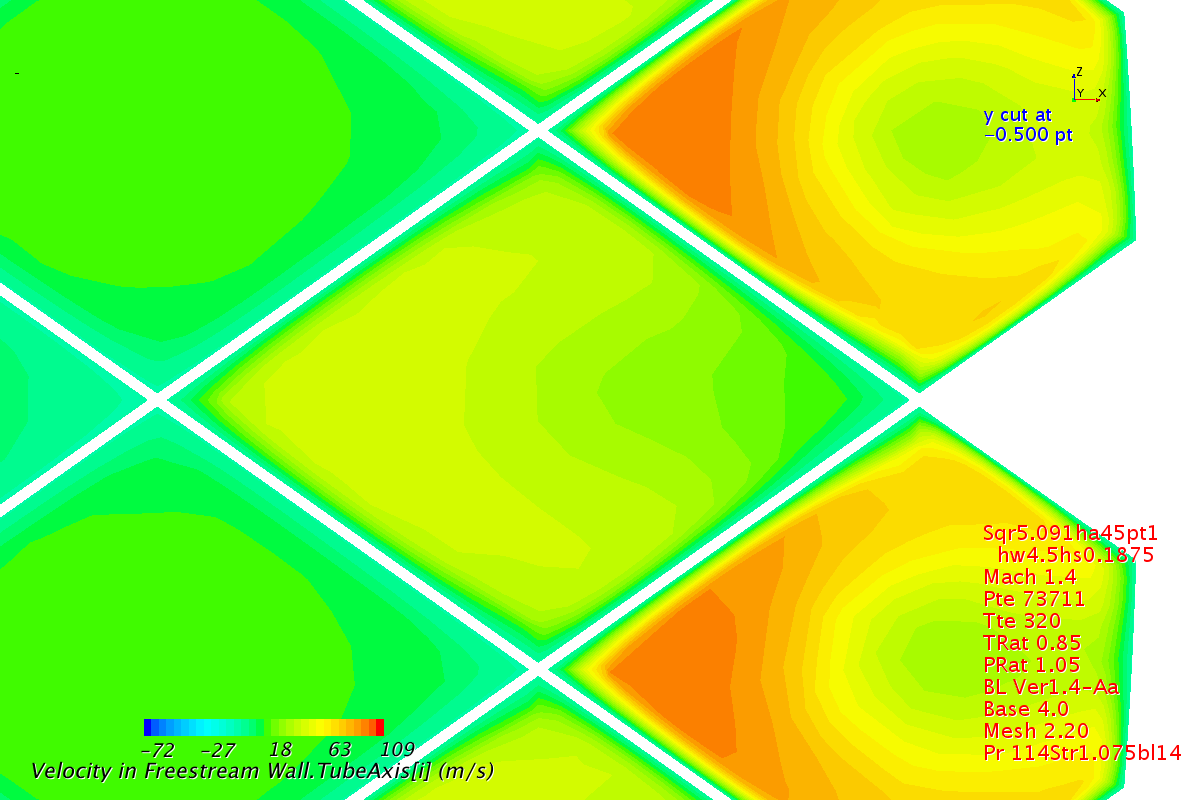 Z
Y X
y cut at
−0.500 pt
Sqr5.091ha45pt1
hw4.5hs0.1875
Mach 1.4
Pte 73711
Tte 320
TRat 0.85
PRat 1.05
BL Ver1.4−Aa
Base 4.0
Mesh 2.20
Pr 114Str1.075bl14
−72 −27 18 63 109
Velocity in Freestream Wall.TubeAxis[i] (m/s)